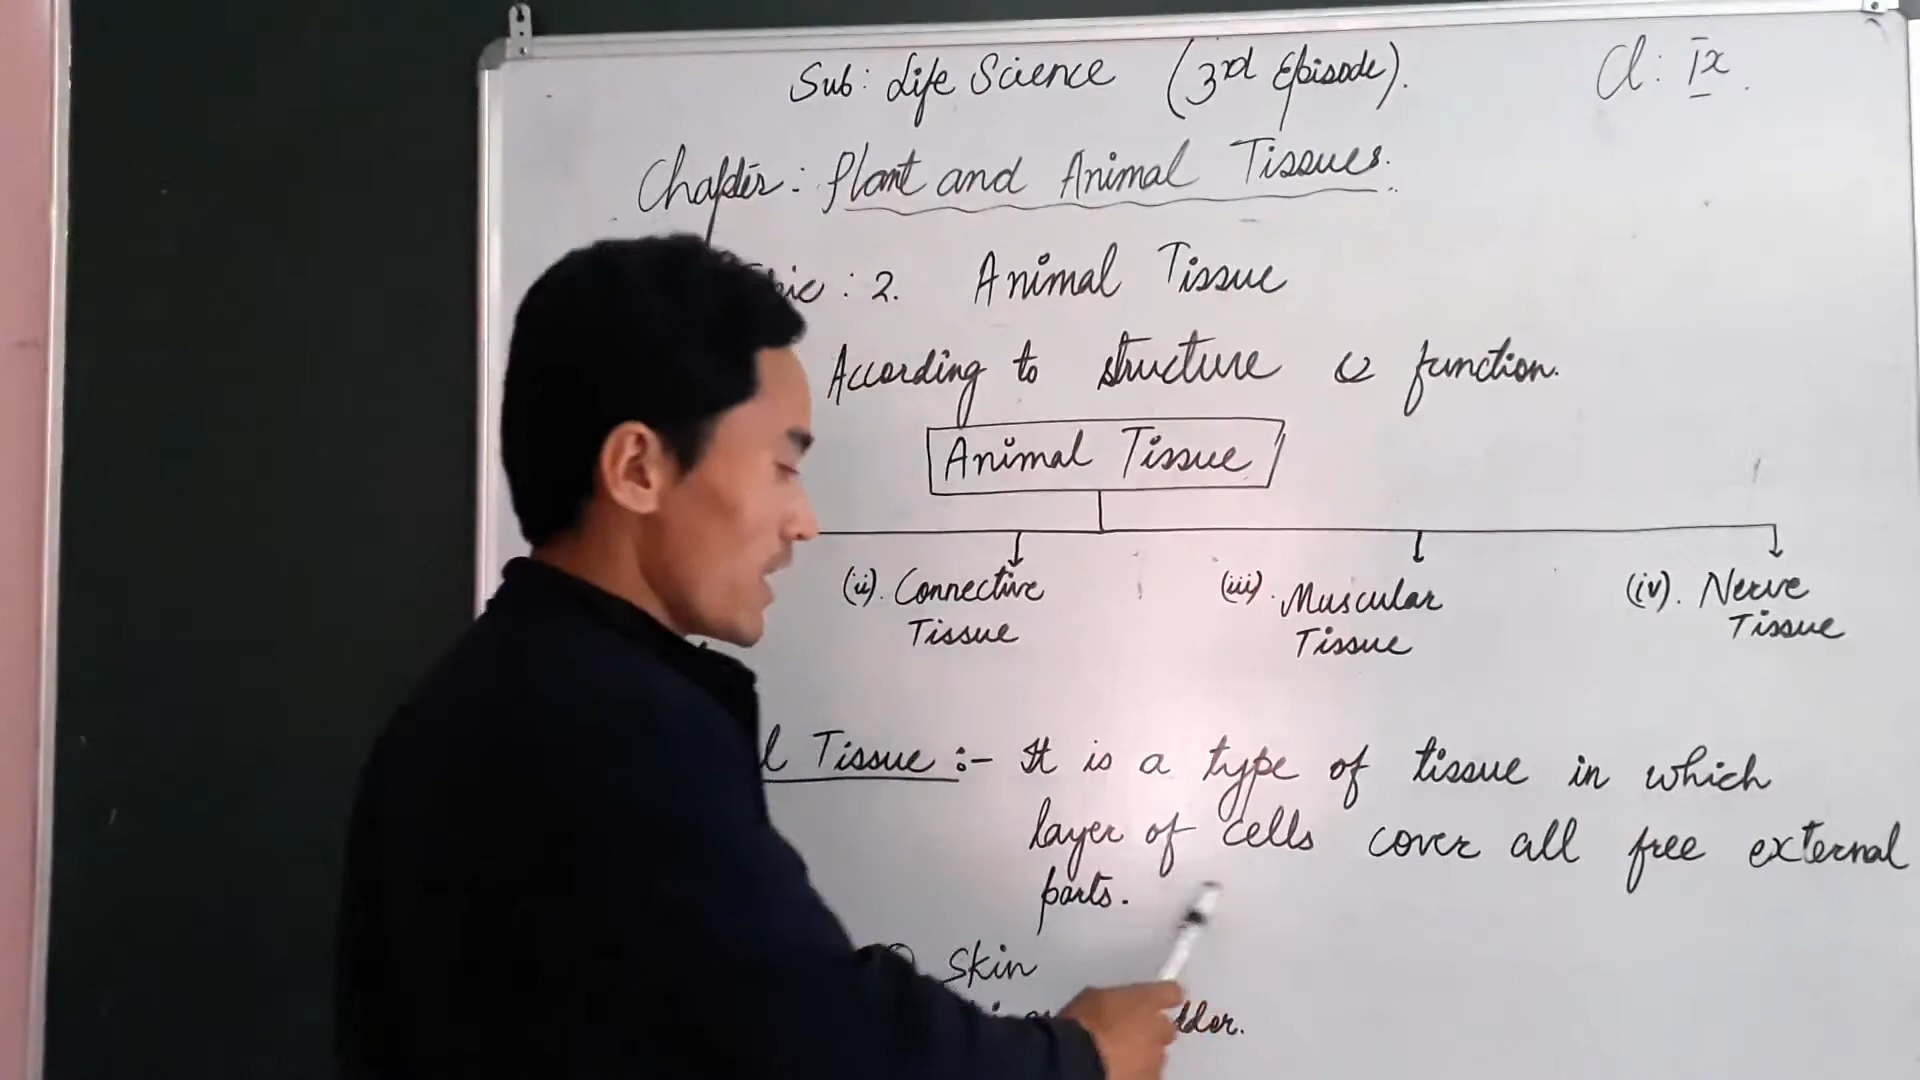 Sub: Life Science (3rd Episode). Cl: IX.
Chapter: Plant and Animal Tissues.
: 2. Animal Tissue
According to structure & function.
Animal Tissue
(ii). Connective Tissue
(iii). Muscular Tissue
(iv). Nerve Tissue
Tissue :- It is a type of tissue in which
layer of cells cover all free external
parts.
Skin